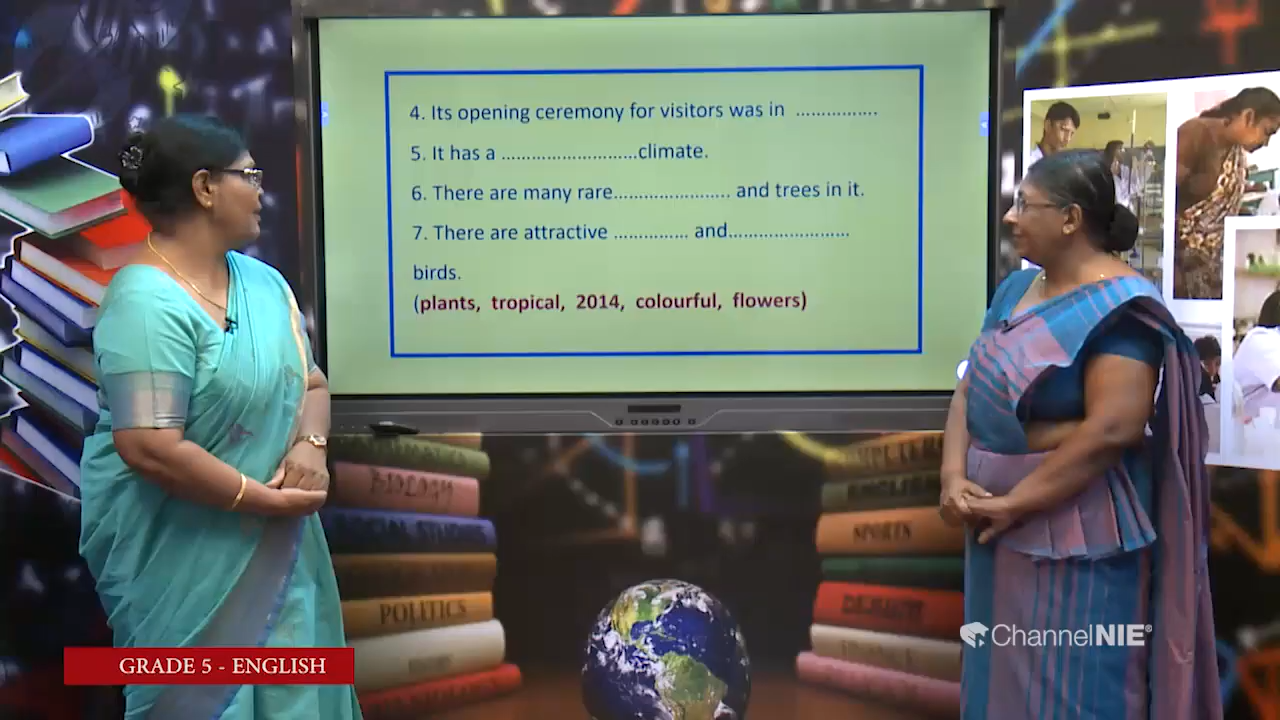 4. Its opening ceremony for visitors was in ................
5. It has a ...........................climate.
6. There are many rare....................... and trees in it.
7. There are attractive .............. and.......................
birds.
(plants, tropical, 2014, colourful, flowers)
BIOLOGY
SOCIAL STUDIES
POLITICS
ENGLISH
SPORTS
DESIGN
GRADE 5 - ENGLISH
ChannelNIE®